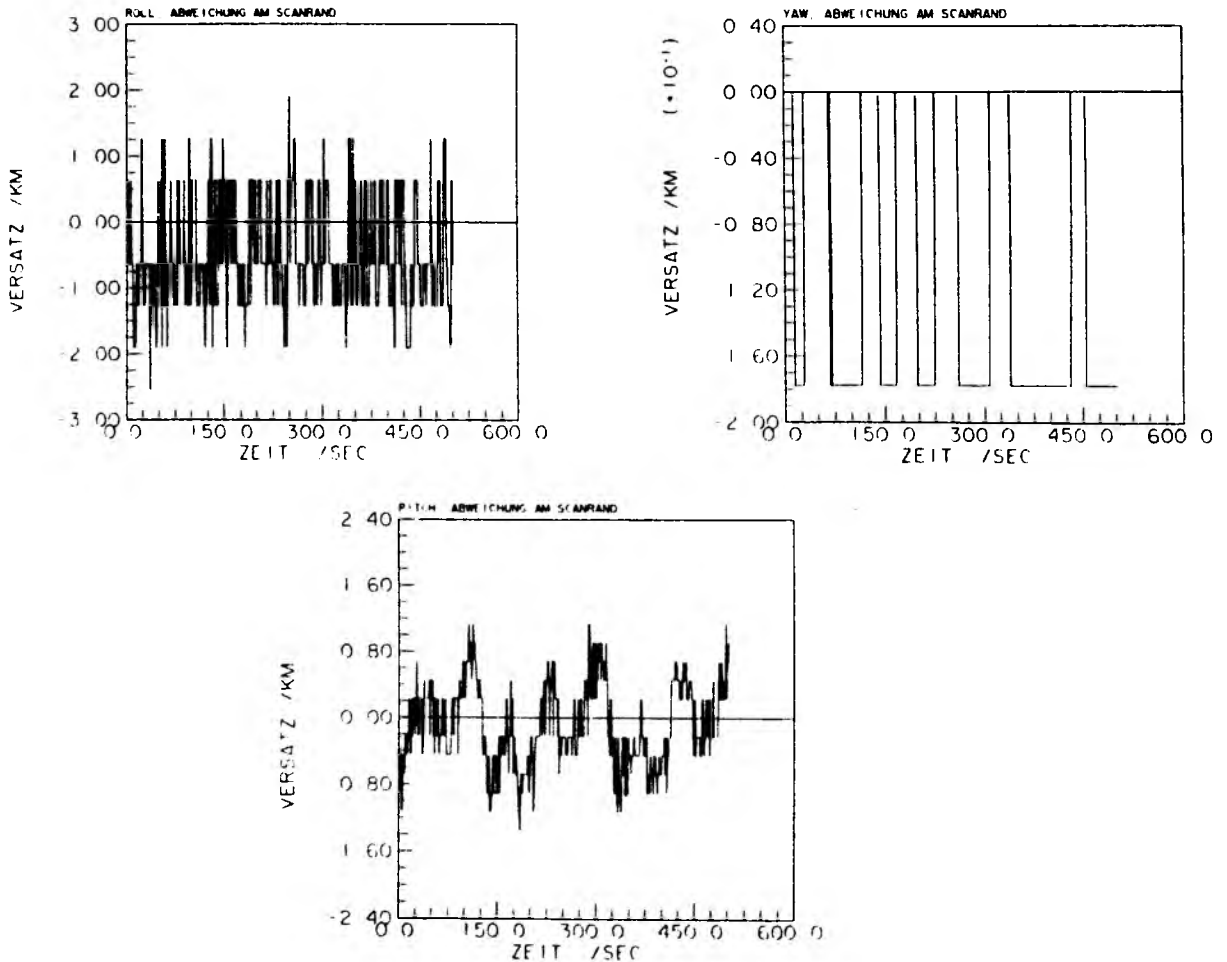 ROLL, ABWEICHUNG AM SCANRAND
3 00
2 00
1 00
0 00
-1 00
-2 00
-3 00
VERSATZ /KM
0 0 150 0 300 0 450 0 600 0
ZEIT /SEC
YAW, ABWEICHUNG AM SCANRAND
0 40
0 00
-0 40
-0 80
1 20
1 60
-2 00
VERSATZ /KM (*10⁻¹)
0 0 150 0 300 0 450 0 600 0
ZEIT /SEC
PITCH ABWEICHUNG AM SCANRAND
2 40
1 60
0 80
0 00
0 80
1 60
-2 40
VERSATZ /KM
0 0 150 0 300 0 450 0 600 0
ZEIT /SEC